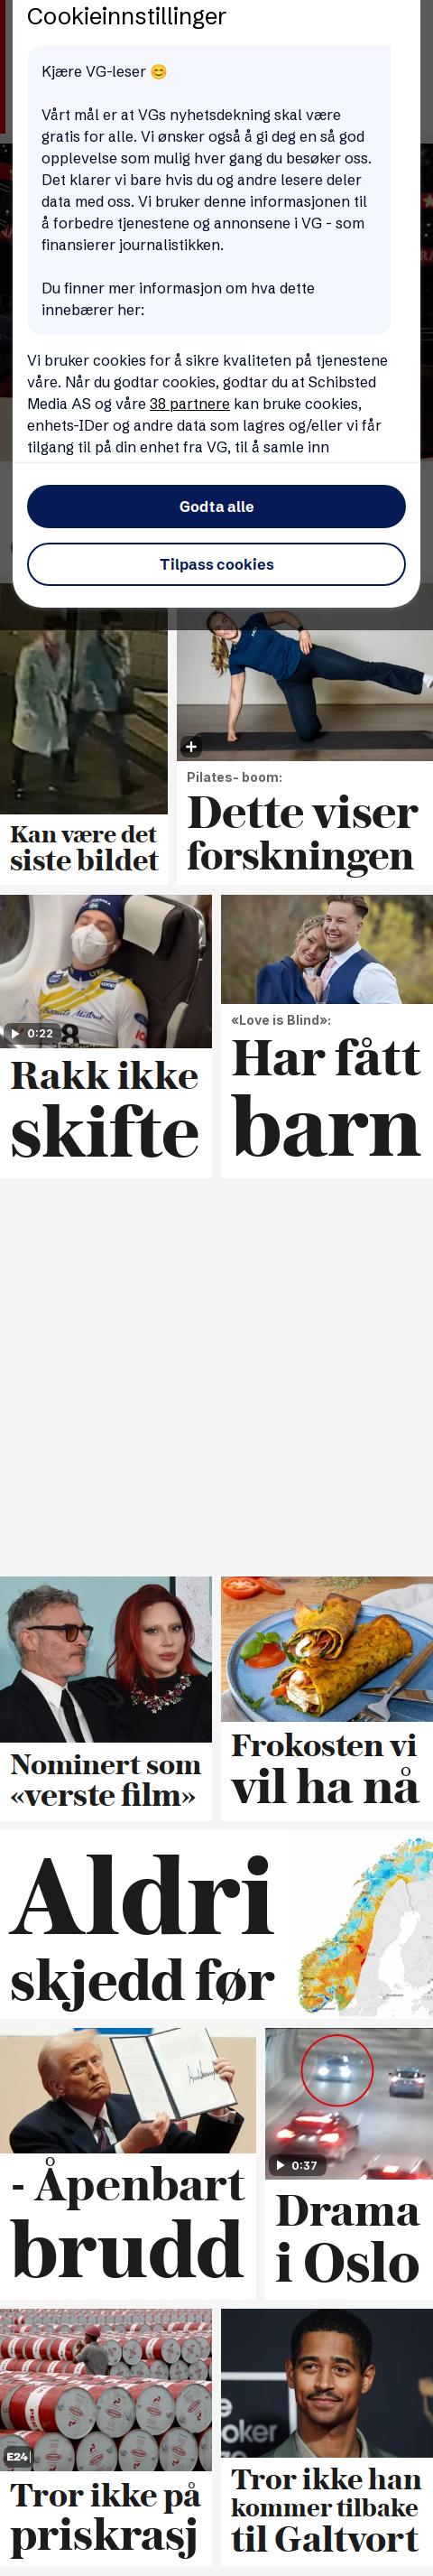 Cookieinnstillinger
Kjære VG-leser 😊
Vårt mål er at VGs nyhetsdekning skal være
gratis for alle. Vi ønsker også å gi deg en så god
opplevelse som mulig hver gang du besøker oss.
Det klarer vi bare hvis du og andre lesere deler
data med oss. Vi bruker denne informasjonen til
å forbedre tjenestene og annonsene i VG - som
finansierer journalistikken.
Du finner mer informasjon om hva dette
innebærer her:
Vi bruker cookies for å sikre kvaliteten på tjenestene
våre. Når du godtar cookies, godtar du at Schibsted
Media AS og våre 38 partnere kan bruke cookies,
enhets-IDer og andre data som lagres og/eller vi får
tilgang til på din enhet fra VG, til å samle inn
Godta alle
Tilpass cookies
Kan være det
siste bildet
Pilates- boom:
Dette viser
forskningen
0:22
Rakk ikke
skifte
«Love is Blind»:
Har fått
barn
Nominert som
«verste film»
Frokosten vi
vil ha nå
Aldri
skjedd før
- Åpenbart
brudd
0:37
Drama
i Oslo
E24
Tror ikke på
priskrasj
Tror ikke han
kommer tilbake
til Galtvort